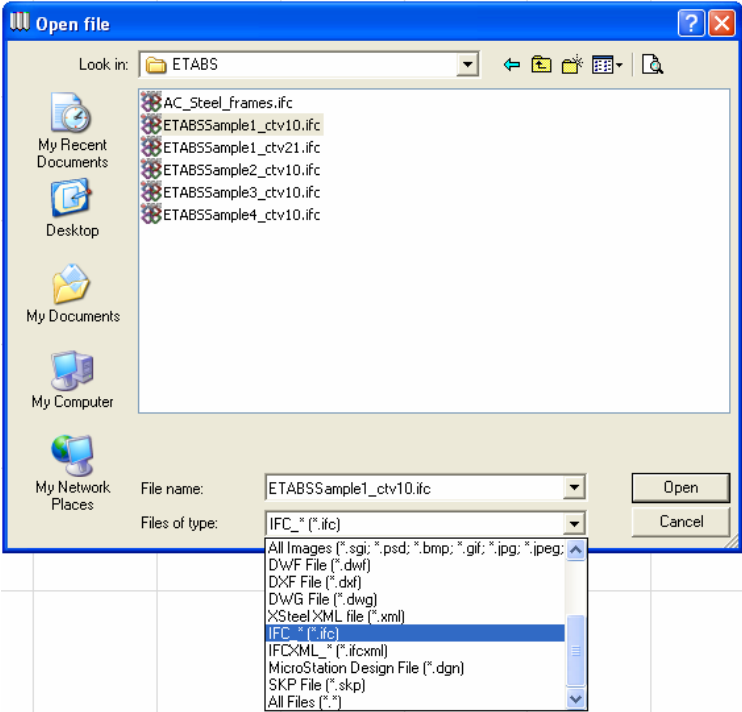 Open file
Look in: ETABS
My Recent
Documents
Desktop
My Documents
My Computer
My Network
Places
AC_Steel_frames.ifc
ETABSSample1_ctv10.ifc
ETABSSample1_ctv21.ifc
ETABSSample2_ctv10.ifc
ETABSSample3_ctv10.ifc
ETABSSample4_ctv10.ifc
File name: ETABSSample1_ctv10.ifc Open
Files of type: IFC_* (*.ifc) Cancel
All Images (*.sgi; *.psd; *.bmp; *.gif; *.jpg; *.jpeg;
DWF File (*.dwf)
DXF File (*.dxf)
DWG File (*.dwg)
XSteel XML file (*.xml)
IFC_* (*.ifc)
IFCXML_* (*.ifcxml)
MicroStation Design File (*.dgn)
SKP File (*.skp)
All Files (*.*)